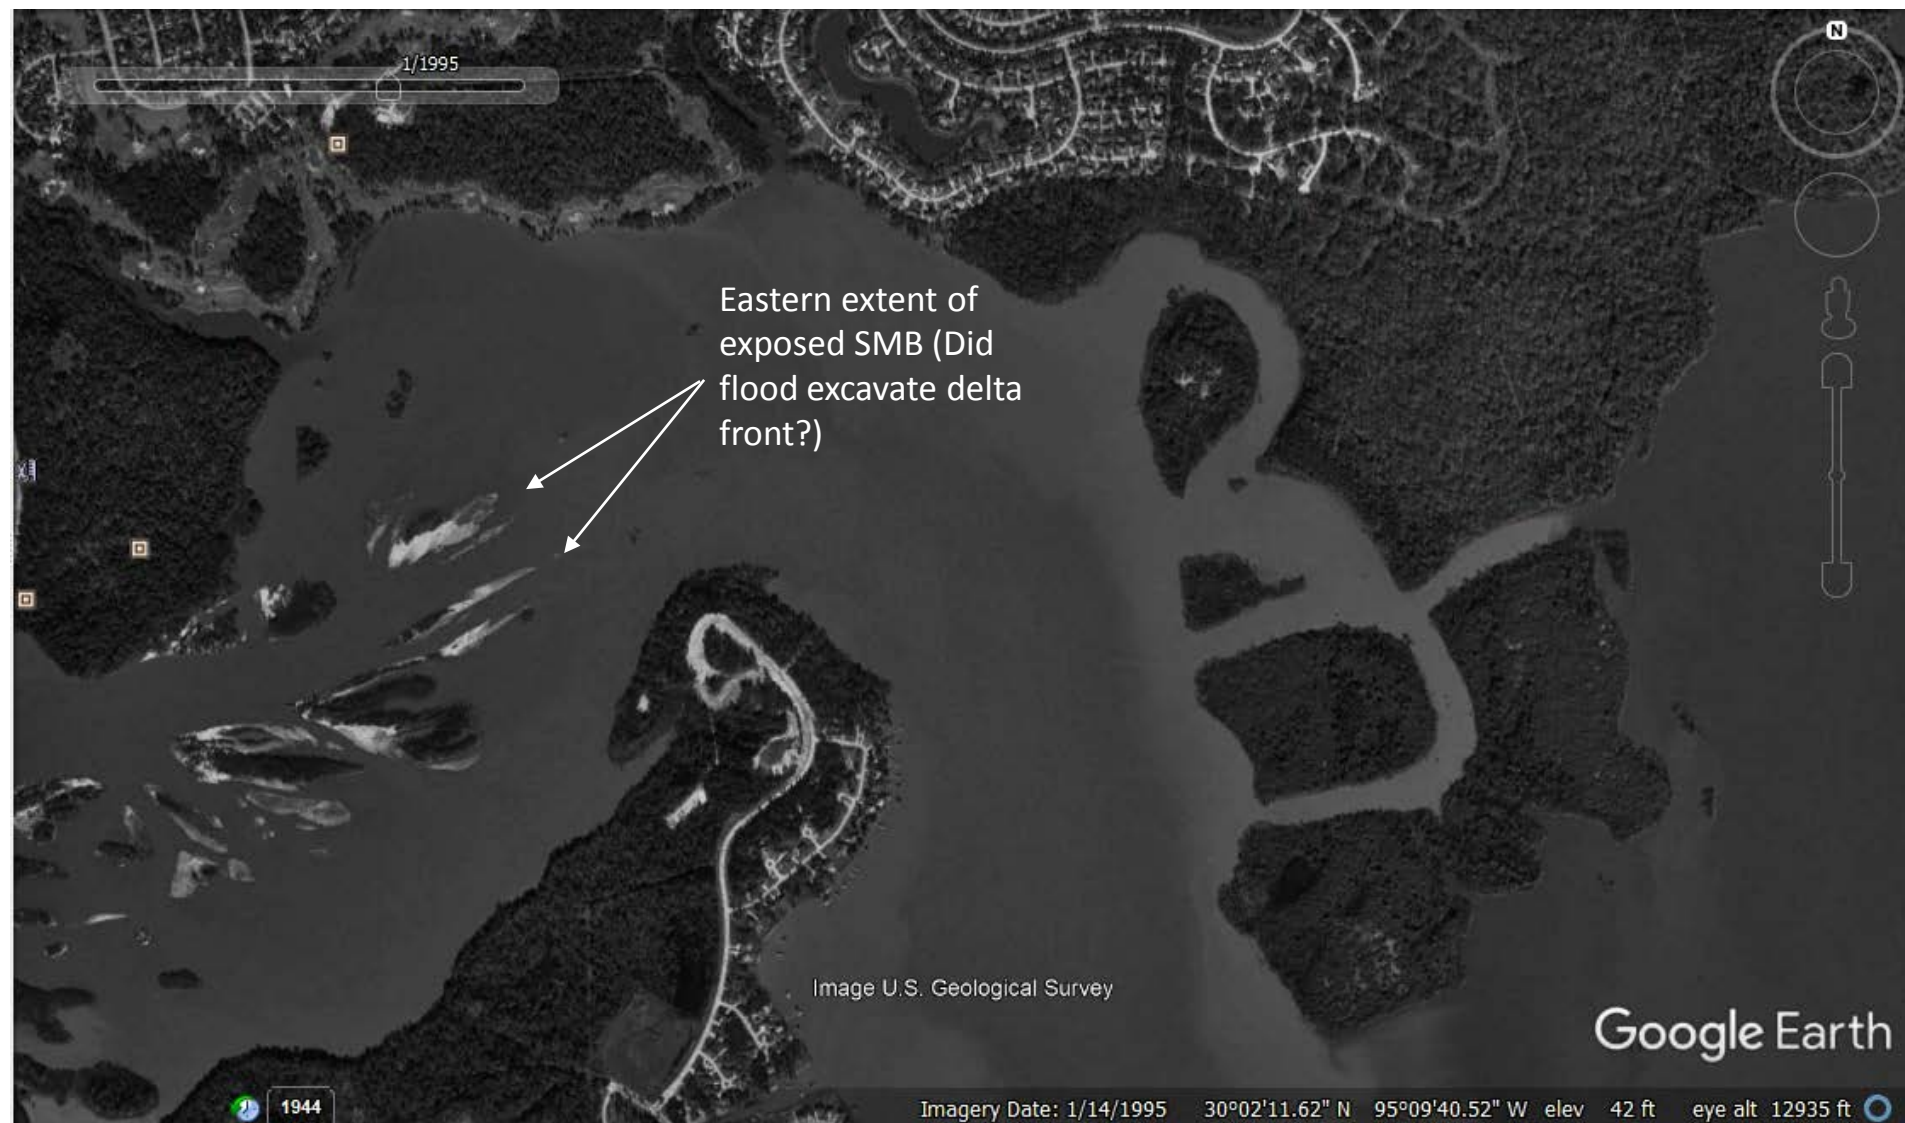 1/1995
N
Eastern extent of
exposed SMB (Did
flood excavate delta
front?)
Image U.S. Geological Survey
Google Earth
1944
Imagery Date: 1/14/1995 30°02'11.62" N 95°09'40.52" W elev 42 ft eye alt 12935 ft